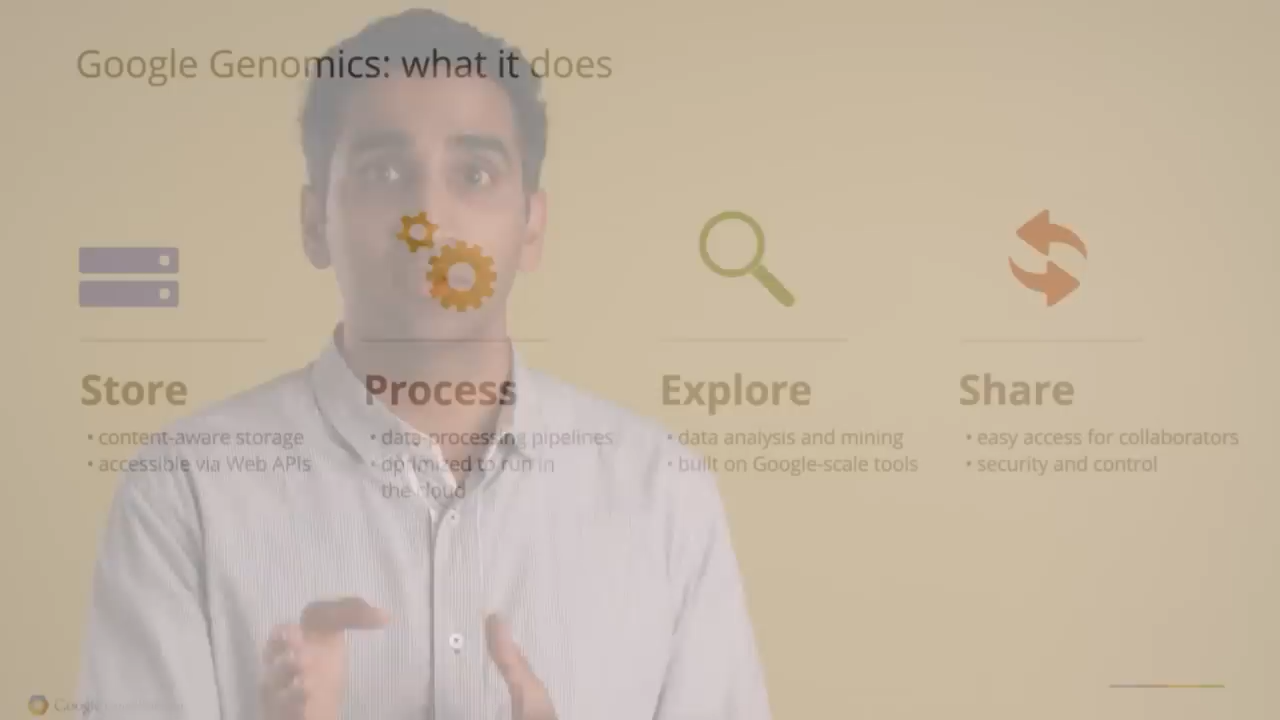 Google Genomics: what it does
Store
• content-aware storage
• accessible via Web APIs
Process
• data-processing pipelines
• optimized to run in
the cloud
Explore
• data analysis and mining
• built on Google-scale tools
Share
• easy access for collaborators
• security and control
Google